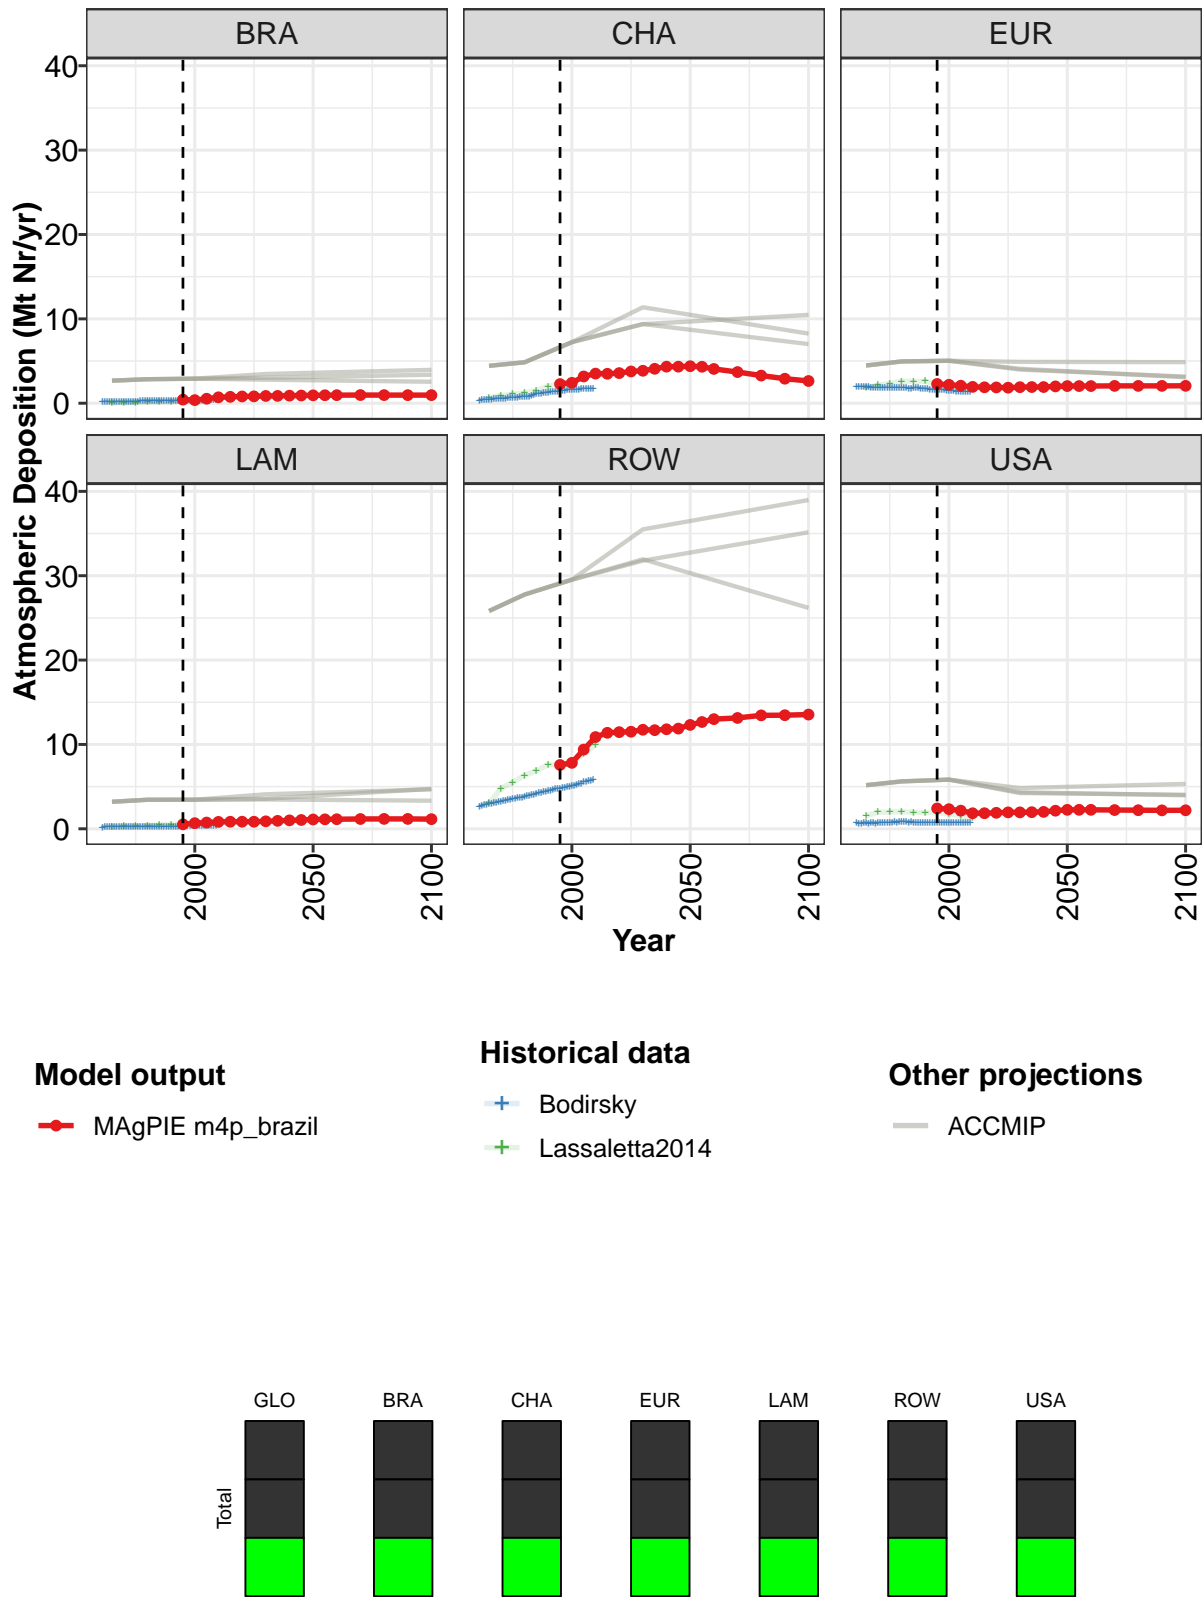 BRA CHA EUR
40
30
20
10
0
LAM ROW USA
40
30
20
10
0
Atmospheric Deposition (Mt Nr/yr)
2000 2050 2100 2000 2050 2100 2000 2050 2100
Year
Model output
MAgPIE m4p_brazil
Historical data
Bodirsky
Lassaletta2014
Other projections
ACCMIP
GLO BRA CHA EUR LAM ROW USA
Total